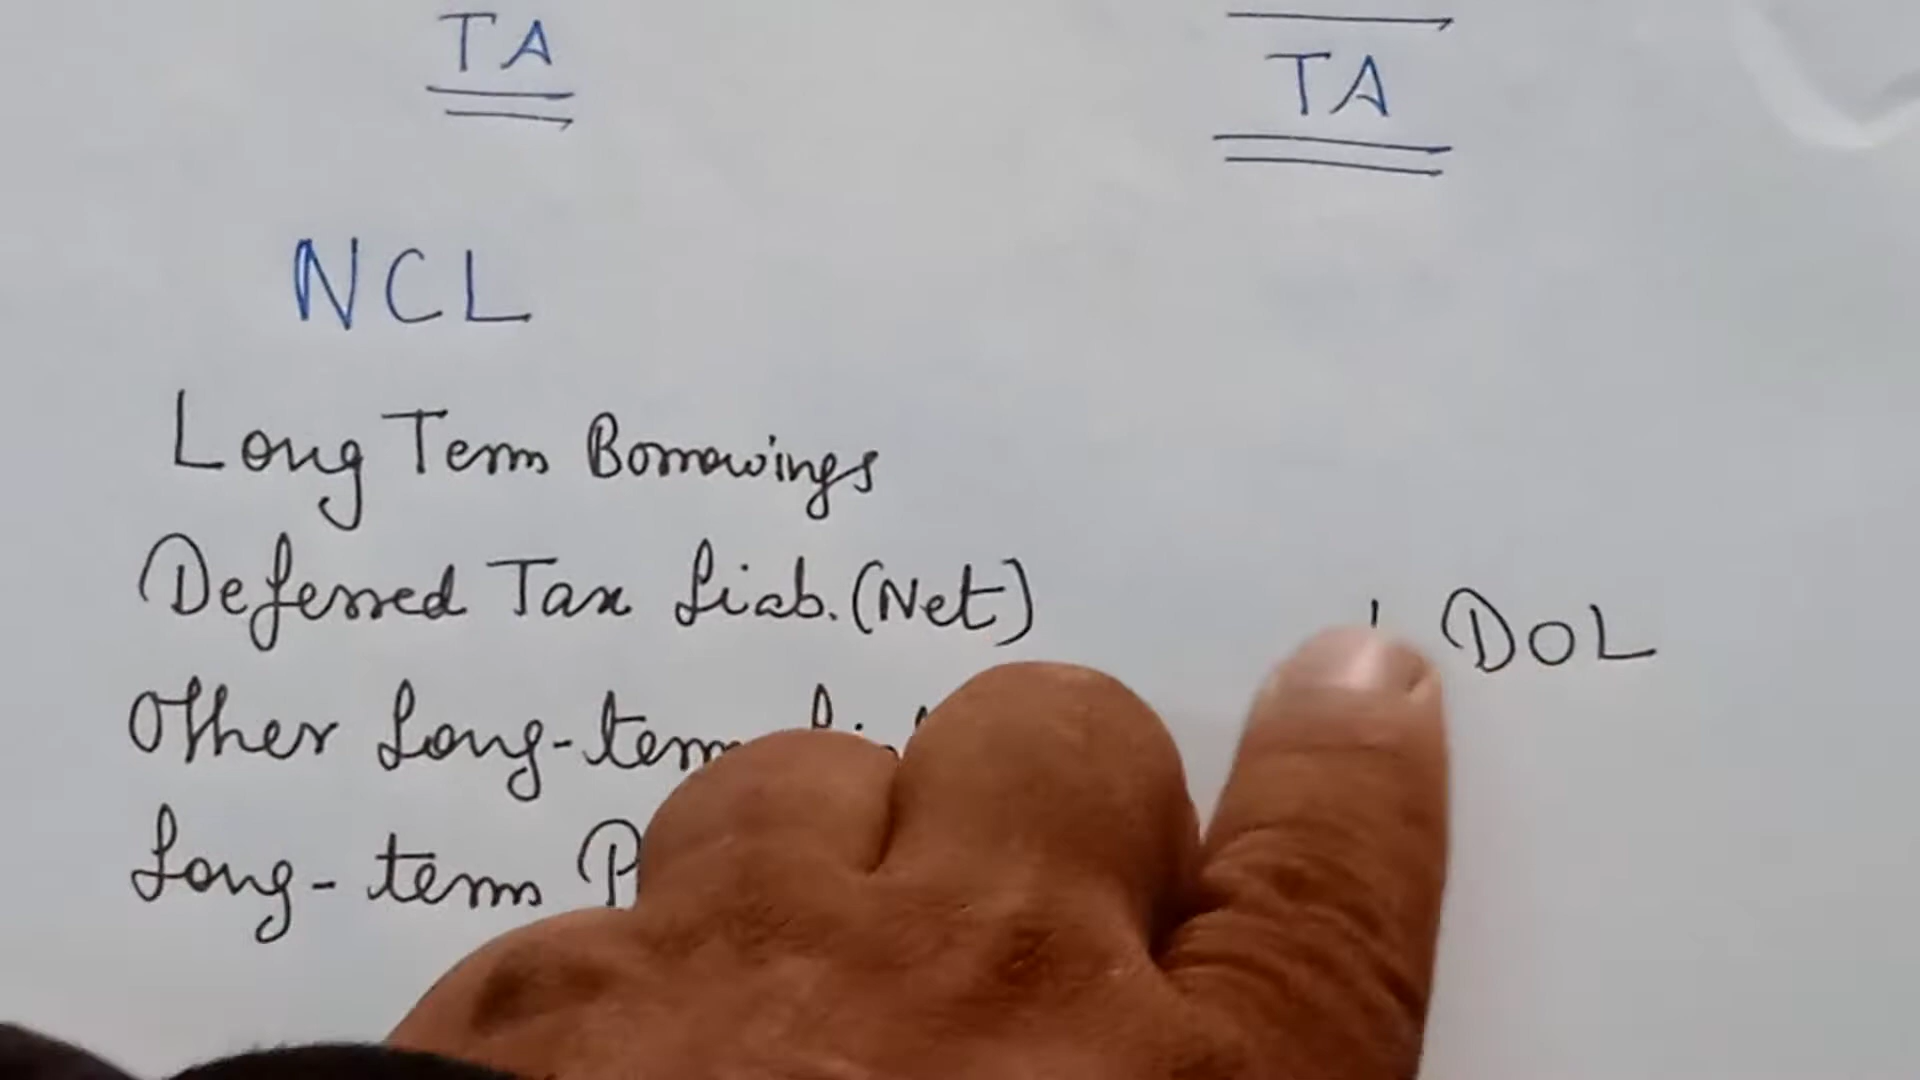 TA
TA
NCL
Long Term Borrowings
Deferred Tax Liab. (Net)
DOL
Other Long-term
Long-term